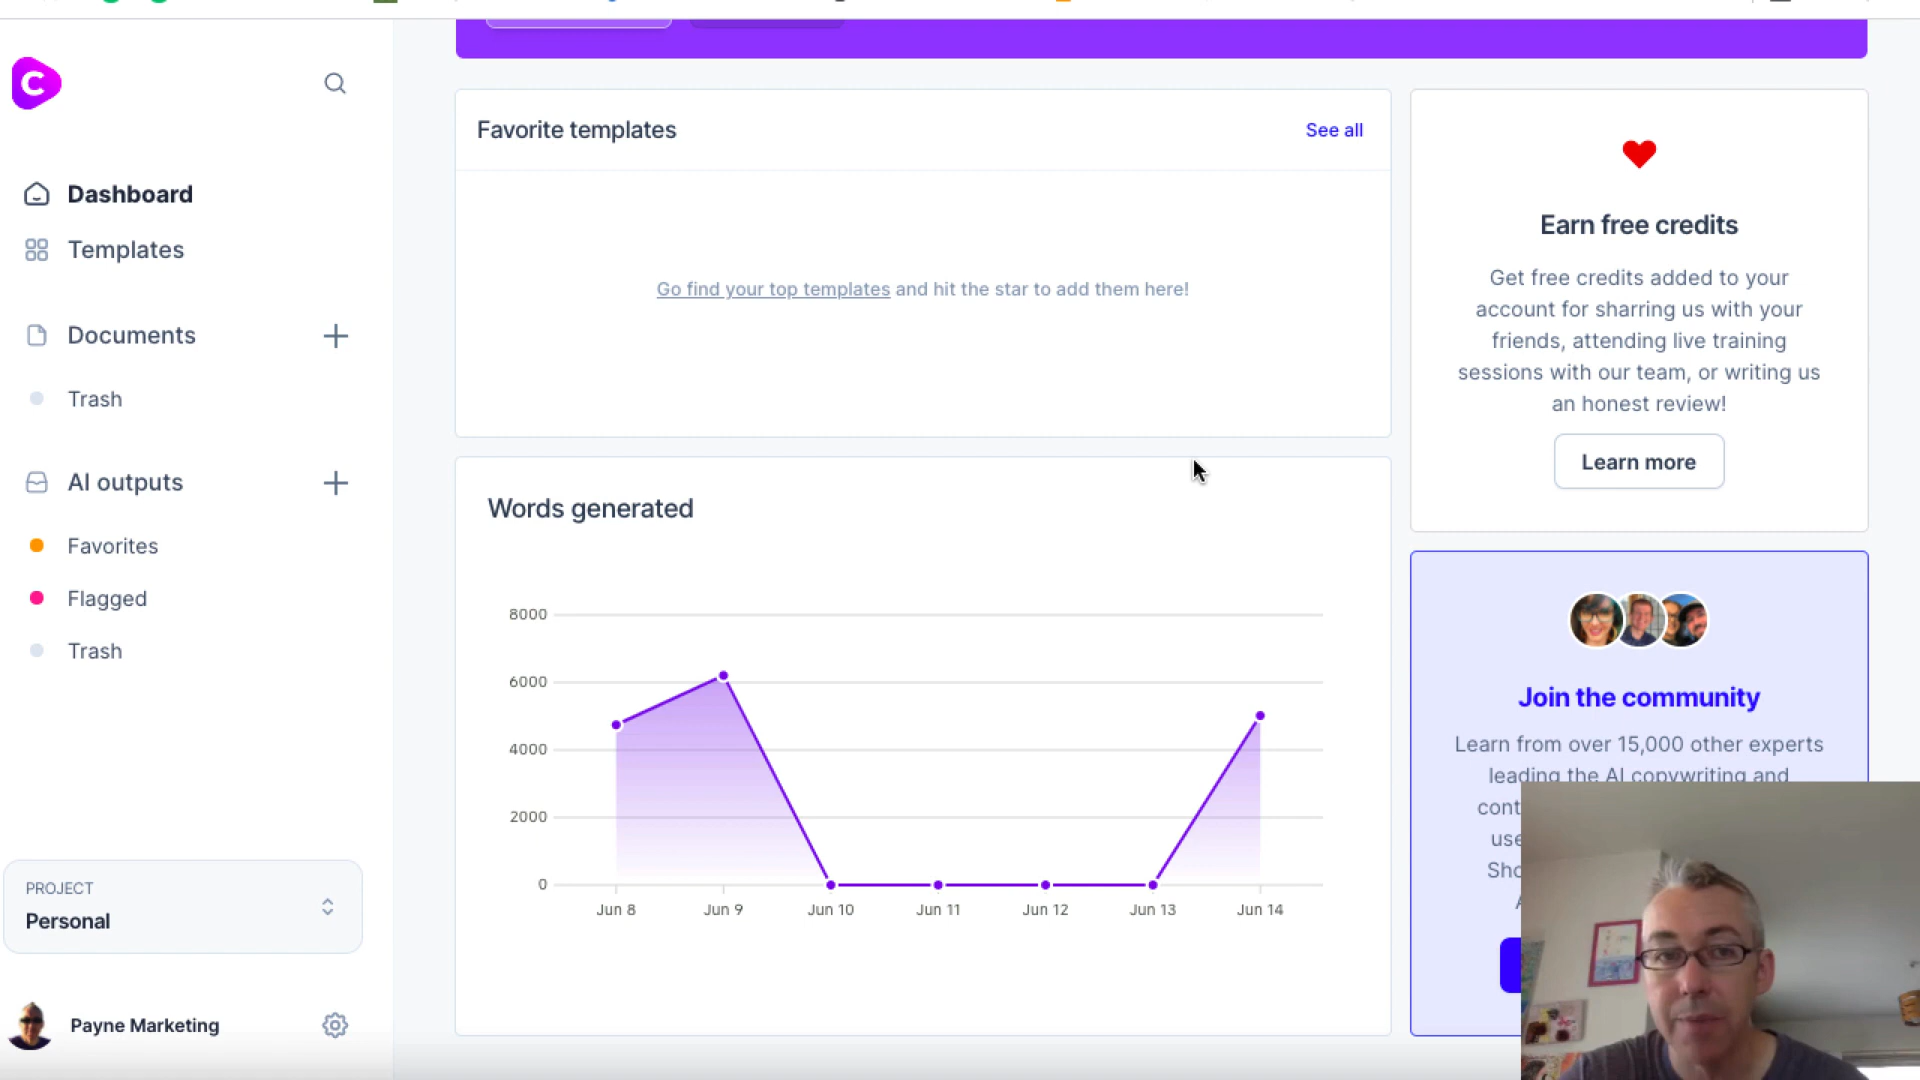 C
Dashboard
Templates
Documents
Trash
AI outputs
Favorites
Flagged
Trash
PROJECT
Personal
Payne Marketing
Favorite templates
See all
Go find your top templates and hit the star to add them here!
Words generated
8000
6000
4000
2000
0
Jun 8
Jun 9
Jun 10
Jun 11
Jun 12
Jun 13
Jun 14
Earn free credits
Get free credits added to your
account for sharring us with your
friends, attending live training
sessions with our team, or writing us
an honest review!
Learn more
Join the community
Learn from over 15,000 other experts
leading the AI copywriting and